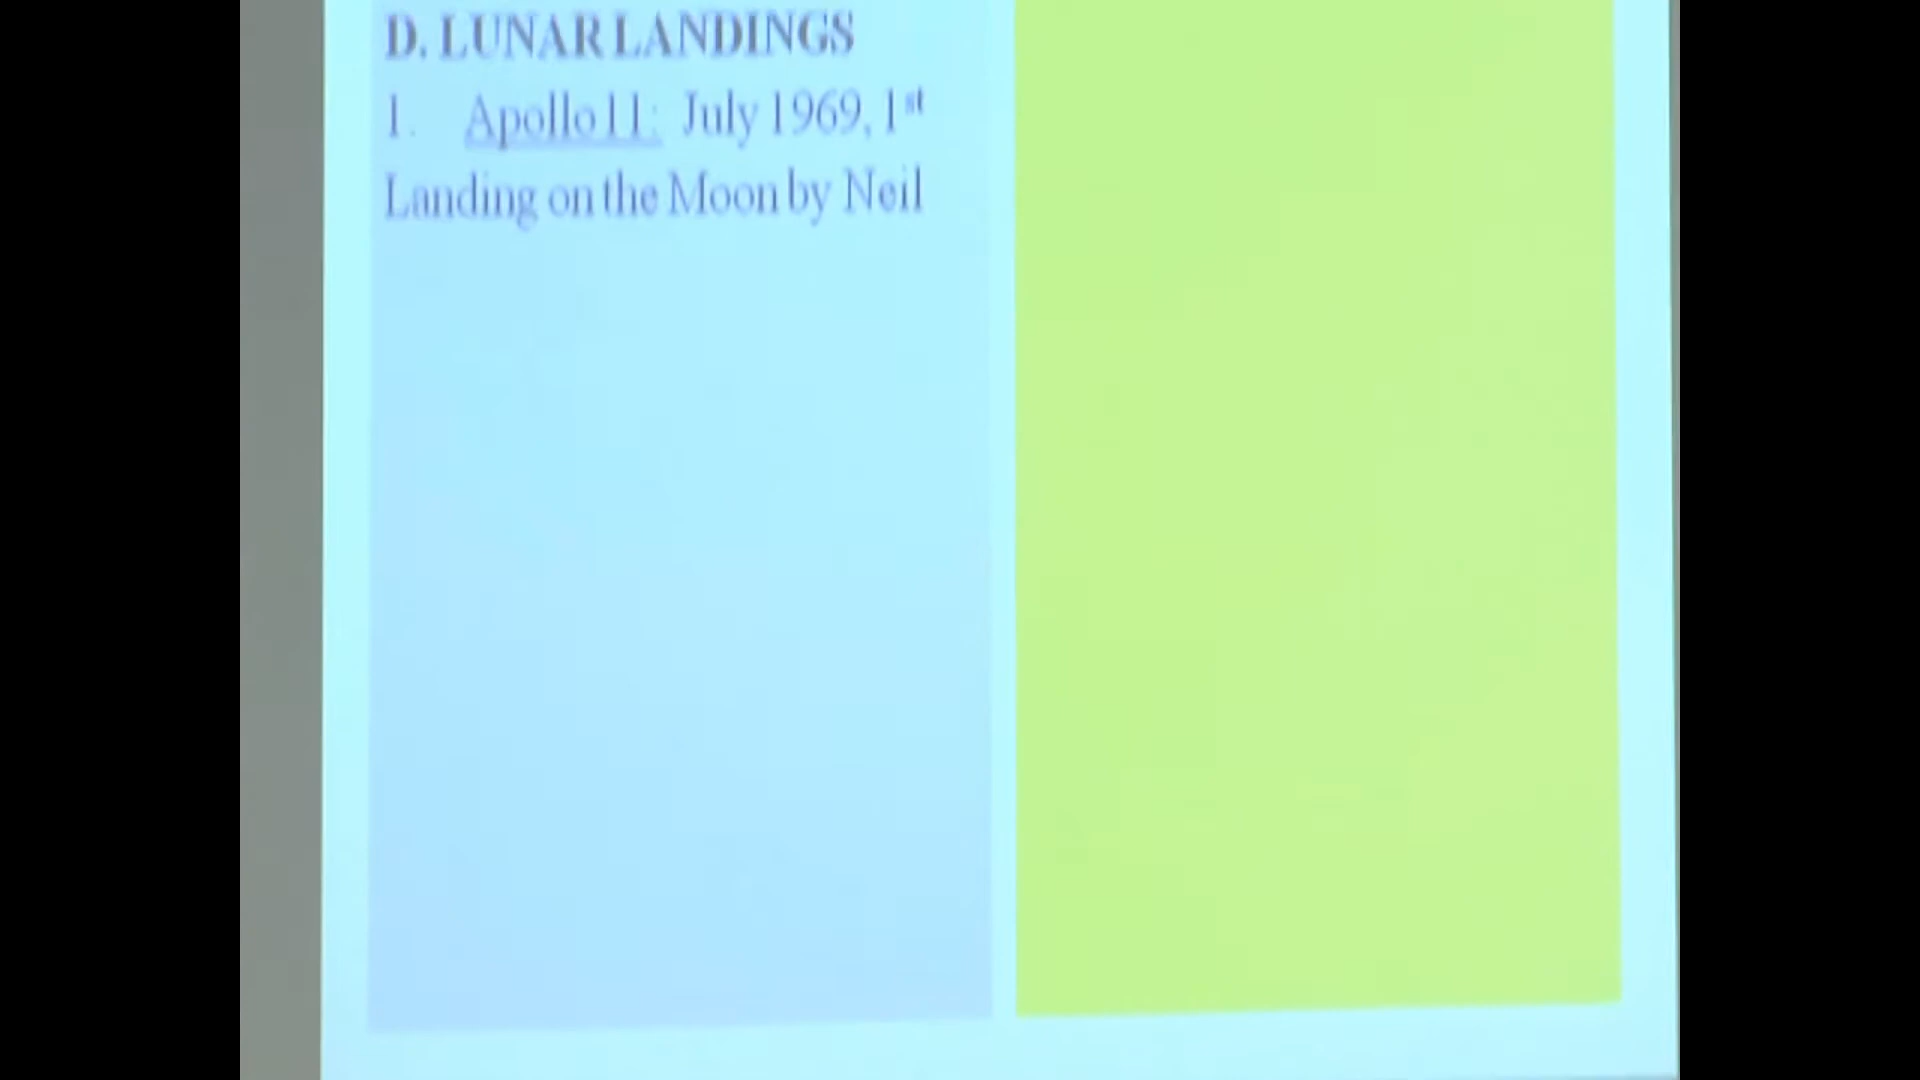 D. LUNAR LANDINGS
1. Apollo 11: July 1969, 1st
Landing on the Moon by Neil